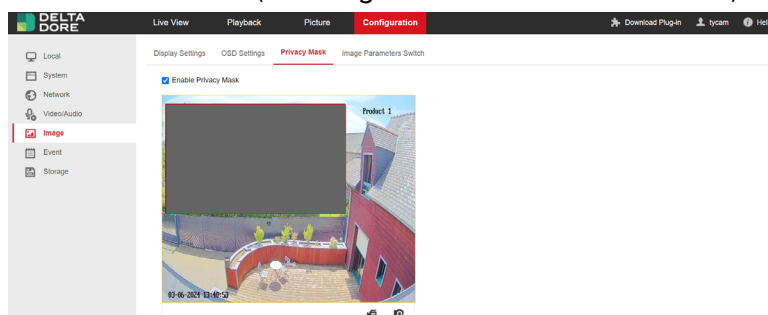 DELTA
DORE
Live View Playback Picture Configuration Download Plug-in tycam Hel
Local
System
Network
Video/Audio
Image
Event
Storage
Display Settings OSD Settings Privacy Mask Image Parameters Switch
Enable Privacy Mask
Product 1
03-06-2024 13:40:53